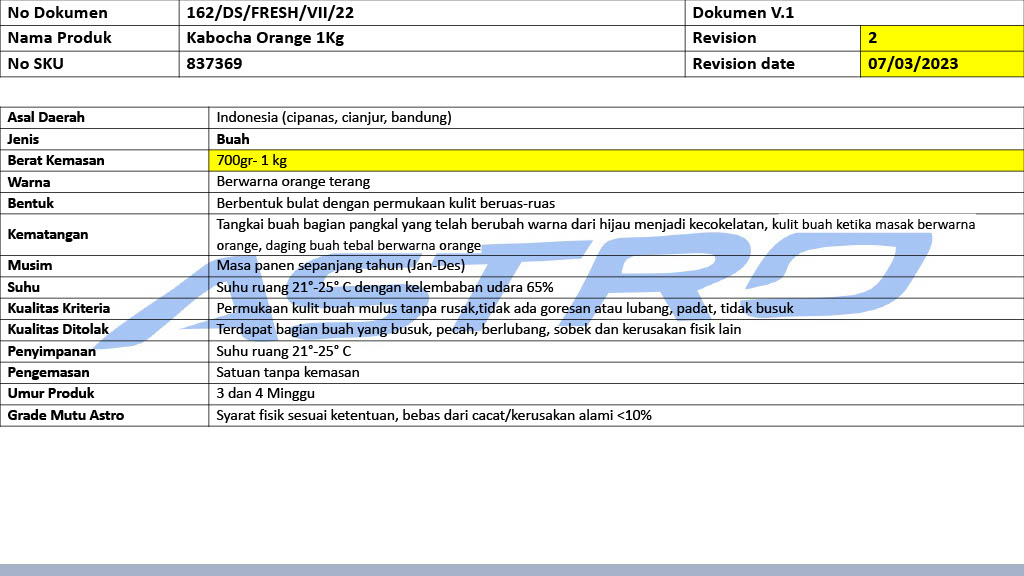 No Dokumen 162/DS/FRESH/VII/22 Dokumen V.1
Nama Produk Kabocha Orange 1Kg Revision 2
No SKU 837369 Revision date 07/03/2023
Asal Daerah Indonesia (cipanas, cianjur, bandung)
Jenis Buah
Berat Kemasan 700gr- 1 kg
Warna Berwarna orange terang
Bentuk Berbentuk bulat dengan permukaan kulit beruas-ruas
Kematangan Tangkai buah bagian pangkal yang telah berubah warna dari hijau menjadi kecokelatan, kulit buah ketika masak berwarna
orange, daging buah tebal berwarna orange
Musim Masa panen sepanjang tahun (Jan-Des)
Suhu Suhu ruang 21°-25° C dengan kelembaban udara 65%
Kualitas Kriteria Permukaan kulit buah mulus tanpa rusak,tidak ada goresan atau lubang, padat, tidak busuk
Kualitas Ditolak Terdapat bagian buah yang busuk, pecah, berlubang, sobek dan kerusakan fisik lain
Penyimpanan Suhu ruang 21°-25° C
Pengemasan Satuan tanpa kemasan
Umur Produk 3 dan 4 Minggu
Grade Mutu Astro Syarat fisik sesuai ketentuan, bebas dari cacat/kerusakan alami <10%
ASTRO